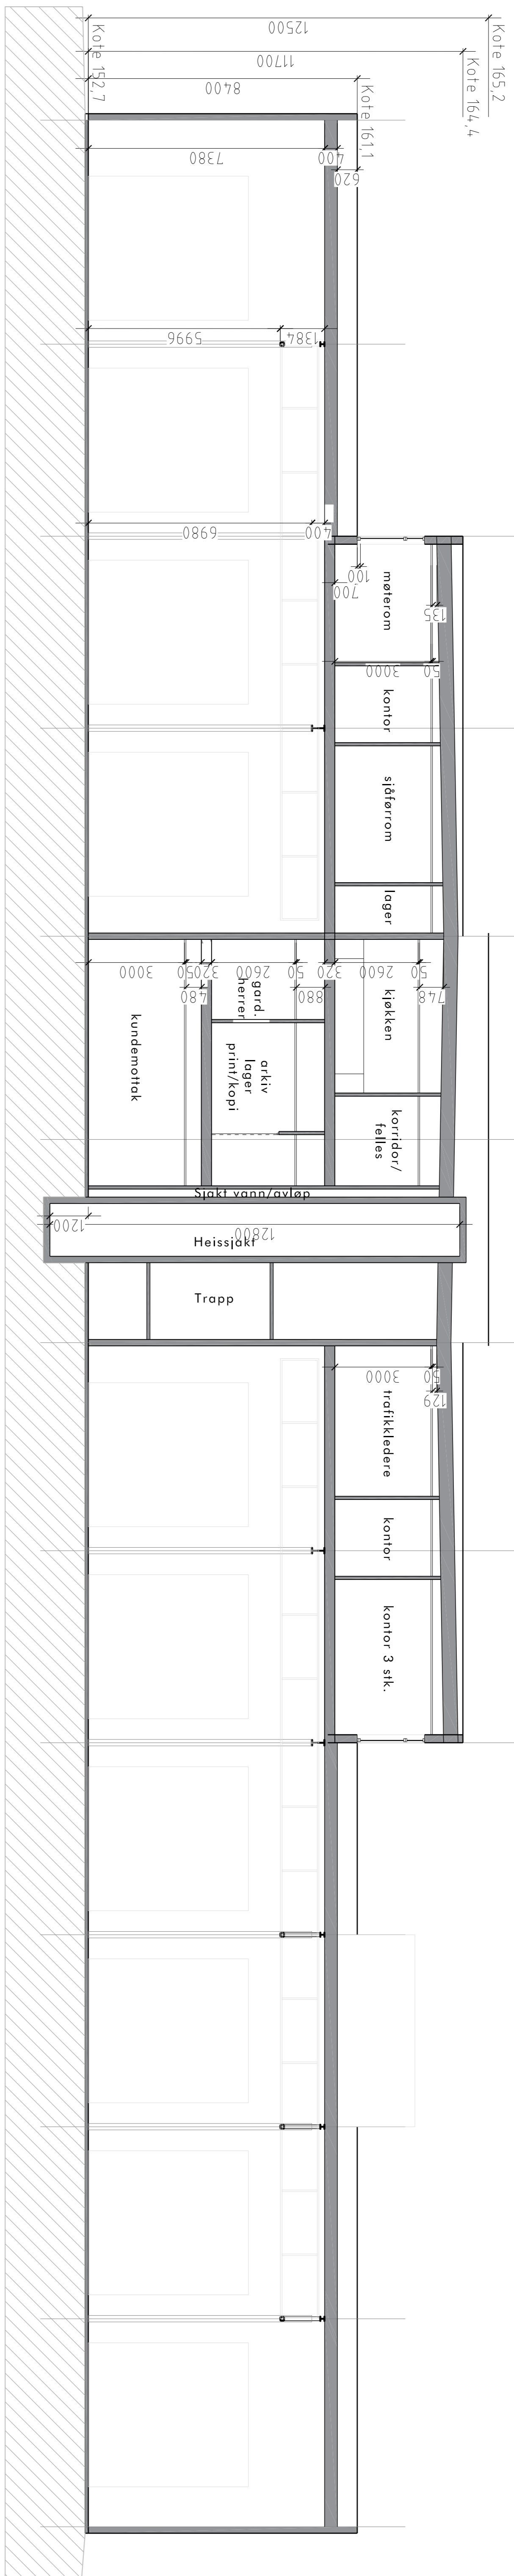 12500
11700
8400
Kote 152,7
Kote 165,2
Kote 164,4
Kote 161,1
7380
400
620
5996
1384
6980
400
100
700
møterom
135
3000
50
kontor
sjåførrom
lager
3000
50
320
2600
50
320
2600
50
480
880
748
kundemottak
gard.
herrer
arkiv
lager
print/kopi
kjøkken
korridor/
felles
Sjakt vann/avløp
1200
12800
Heissjakt
Trapp
3000
50
129
trafikkledere
kontor
kontor 3 stk.